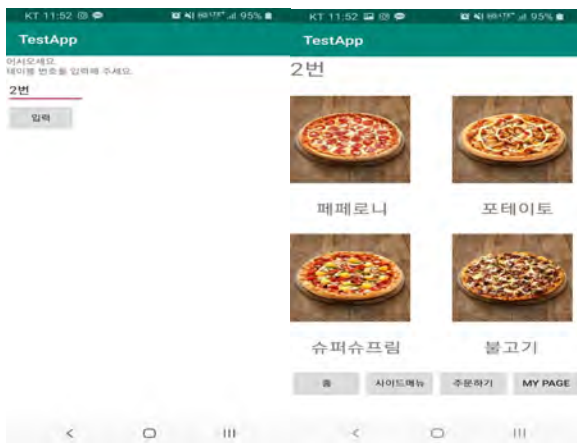 KT 11:52
95%
TestApp
어서오세요.
테이블 번호를 입력해 주세요.
2번
입력
KT 11:52
95%
TestApp
2번
페페로니
포테이토
슈퍼슈프림
불고기
홈
사이드메뉴
주문하기
MY PAGE